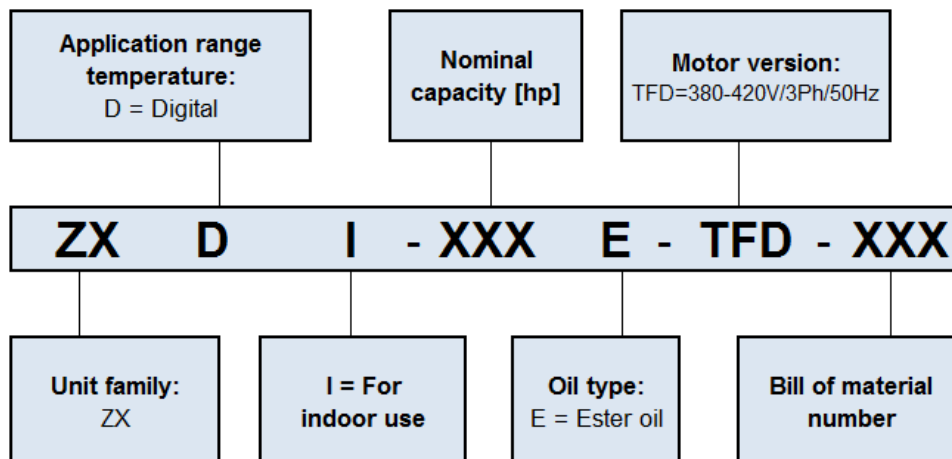 Application range
temperature:
D = Digital
Nominal
capacity [hp]
Motor version:
TFD=380-420V/3Ph/50Hz
ZX D I - XXX E - TFD - XXX
Unit family:
ZX
I = For
indoor use
Oil type:
E = Ester oil
Bill of material
number